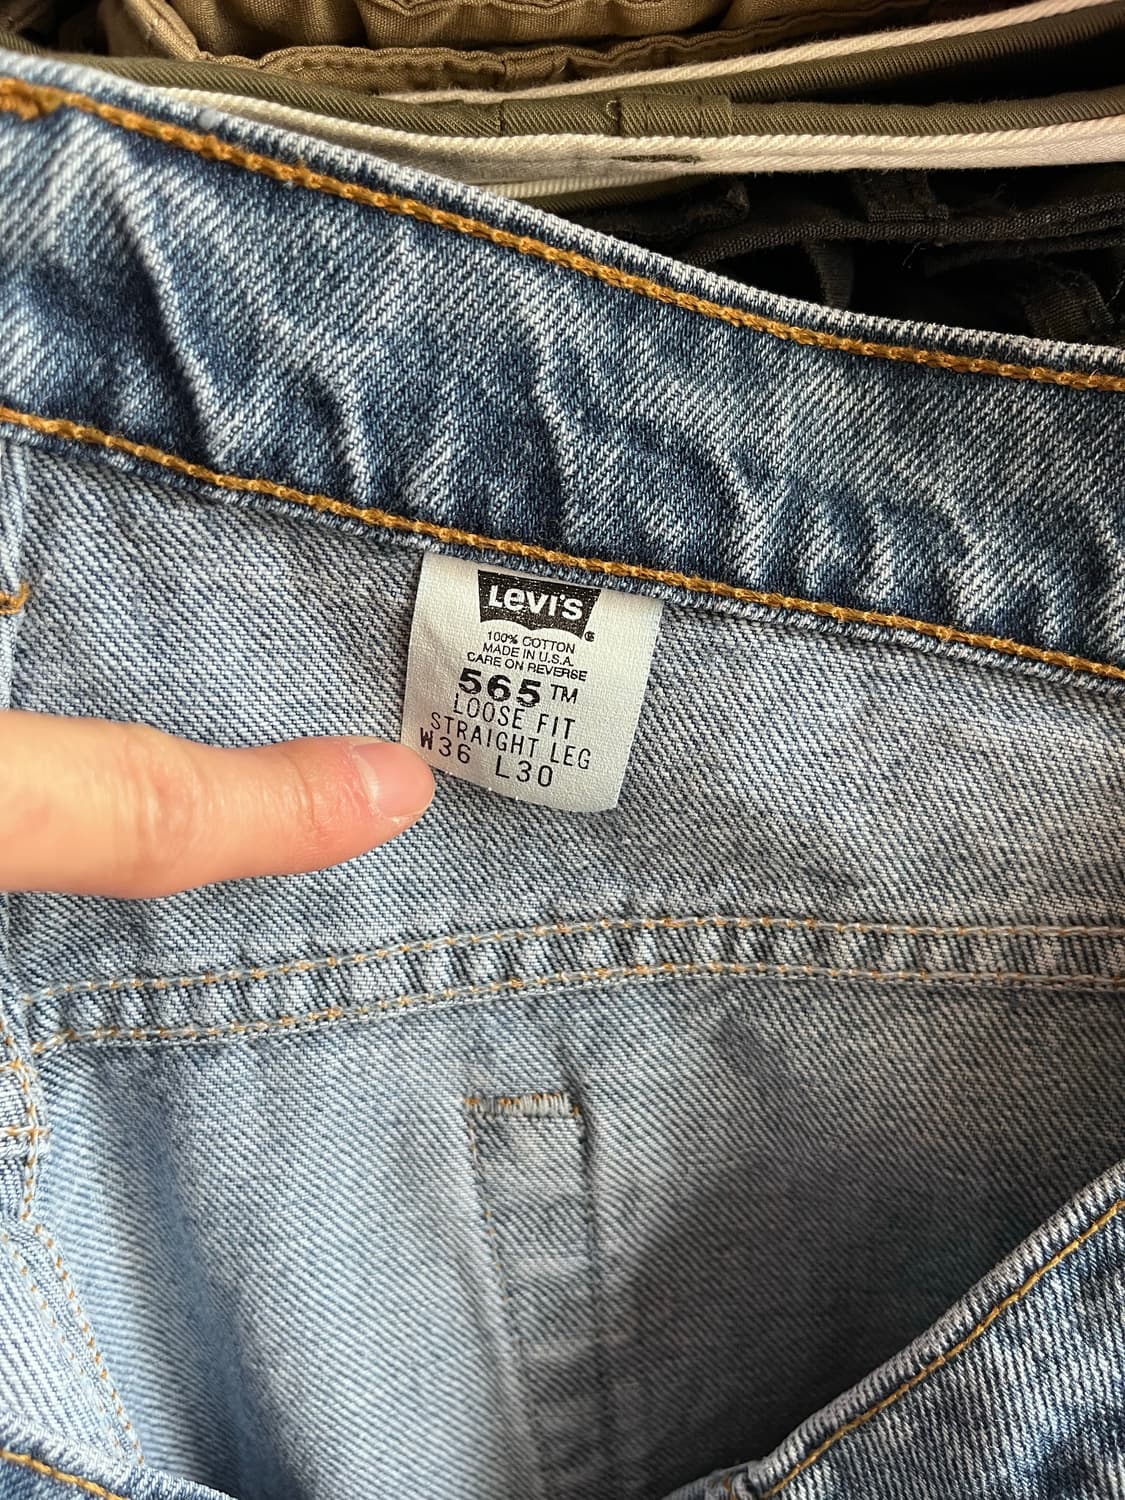 Levi's
100% COTTON
MADE IN U.S.A.
CARE ON REVERSE
565™
LOOSE FIT
STRAIGHT LEG
W36 L30